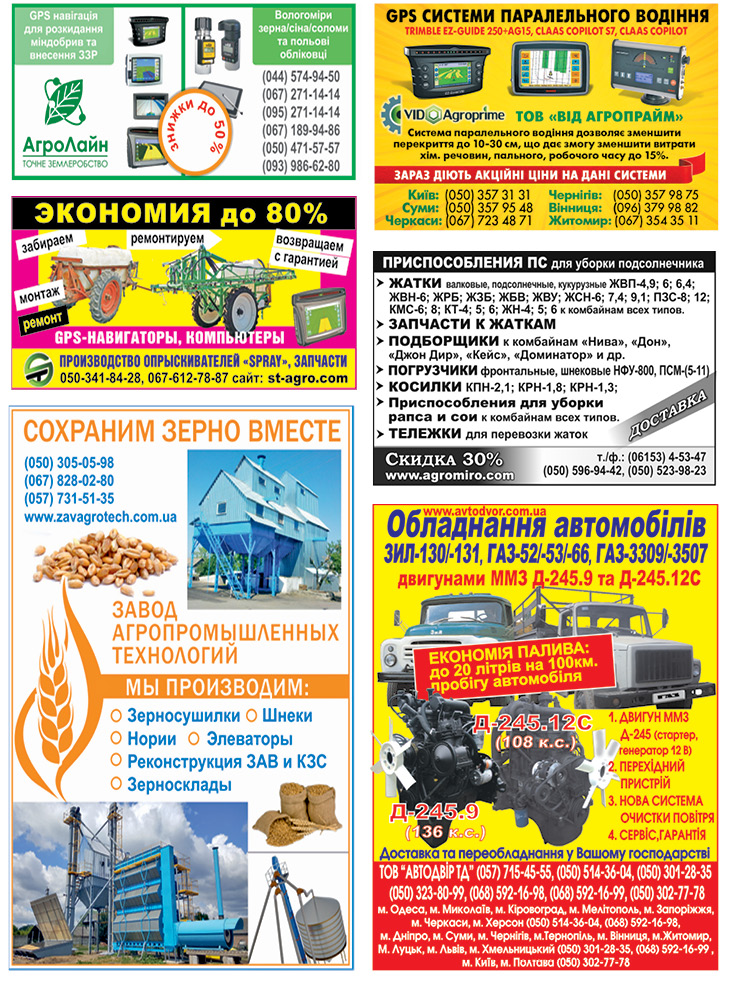 GPS навігація
для розкидання
міндобрив та
внесення ЗЗР
Вологоміри
зерна/сіна/соломи
та польові
обліковці
АгроЛайн
ТОЧНЕ ЗЕМЛЕРОБСТВО
ЗНИЖКИ ДО 50 %
(044) 574-94-50
(067) 271-14-14
(095) 271-14-14
(067) 189-94-86
(050) 471-57-57
(093) 986-62-80
GPS СИСТЕМИ ПАРАЛЕЛЬНОГО ВОДІННЯ
TRIMBLE EZ-GUIDE 250+AG15, CLAAS COPILOT S7, CLAAS COPILOT
VID Agroprime ТОВ «ВІД АГРОПРАЙМ»
Система паралельного водіння дозволяє зменшити
перекриття до 10-30 см, що дає змогу зменшити витрати
хім. речовин, пального, робочого часу до 15%.
ЗАРАЗ ДІЮТЬ АКЦІЙНІ ЦІНИ НА ДАНІ СИСТЕМИ
Київ: (050) 357 31 31 Чернігів: (050) 357 98 75
Суми: (050) 357 95 48 Вінниця: (096) 379 98 82
Черкаси: (067) 723 48 71 Житомир: (067) 354 35 11
ЭКОНОМИЯ до 80%
забираем
ремонтируем
возвращаем
с гарантией
монтаж
ремонт
GPS-НАВИГАТОРЫ, КОМПЬЮТЕРЫ
ПРОИЗВОДСТВО ОПРЫСКИВАТЕЛЕЙ «SPRAY», ЗАПЧАСТИ
050-341-84-28, 067-612-78-87 сайт: st-agro.com
ПРИСПОСОБЛЕНИЯ ПС для уборки подсолнечника
ЖАТКИ валковые, подсолнечные, кукурузные ЖВП-4,9; 6; 6,4;
ЖВН-6; ЖРБ; ЖЗБ; ЖБВ; ЖВУ; ЖСН-6; 7,4; 9,1; ПЗС-8; 12;
КМС-6; 8; КТ-4; 5; 6; ЖН-4; 5; 6 к комбайнам всех типов.
ЗАПЧАСТИ К ЖАТКАМ
ПОДБОРЩИКИ к комбайнам «Нива», «Дон»,
«Джон Дир», «Кейс», «Доминатор» и др.
ПОГРУЗЧИКИ фронтальные, шнековые НФУ-800, ПСМ-(5-11)
КОСИЛКИ КПН-2,1; КРН-1,8; КРН-1,3;
Приспособления для уборки
рапса и сои к комбайнам всех типов.
ТЕЛЕЖКИ для перевозки жаток
ДОСТАВКА
Скидка 30%
www.agromiro.com
т./ф.: (06153) 4-53-47
(050) 596-94-42, (050) 523-98-23
СОХРАНИМ ЗЕРНО ВМЕСТЕ
(050) 305-05-98
(067) 828-02-80
(057) 731-51-35
www.zavagrotech.com.ua
ЗАВОД
АГРОПРОМЫШЛЕННЫХ
ТЕХНОЛОГИЙ
МЫ ПРОИЗВОДИМ:
Зерносушилки Шнеки
Нории Элеваторы
Реконструкция ЗАВ и КЗС
Зерносклады
www.avtodvor.com.ua
Обладнання автомобілів
ЗИЛ-130/-131, ГАЗ-52/-53/-66, ГАЗ-3309/-3507
двигунами ММЗ Д-245.9 та Д-245.12С
ЕКОНОМІЯ ПАЛИВА:
до 20 літрів на 100км.
пробігу автомобіля
Д-245.12С
(108 к.с.)
Д-245.9
(136 к.с.)
1. ДВИГУН ММЗ
Д-245 (стартер,
генератор 12 В)
2. ПЕРЕХІДНИЙ
ПРИСТРІЙ
3. НОВА СИСТЕМА
ОЧИСТКИ ПОВІТРЯ
4. СЕРВІС,ГАРАНТІЯ
Доставка та переобладнання у Вашому господарстві
ТОВ "АВТОДВІР ТД" (057) 715-45-55, (050) 514-36-04, (050) 301-28-35
(050) 323-80-99, (068) 592-16-98, (068) 592-16-99, (050) 302-77-78
м. Одеса, м. Миколаїв, м. Кіровоград, м. Мелітополь, м. Запоріжжя,
м. Черкаси, м. Херсон (050) 514-36-04, (068) 592-16-98,
м. Дніпро, м. Суми, м. Чернігів, м.Тернопіль, м. Вінниця, м.Житомир,
М. Луцьк, м. Львів, м. Хмельницький (050) 301-28-35, (068) 592-16-99 ,
м. Київ, м. Полтава (050) 302-77-78